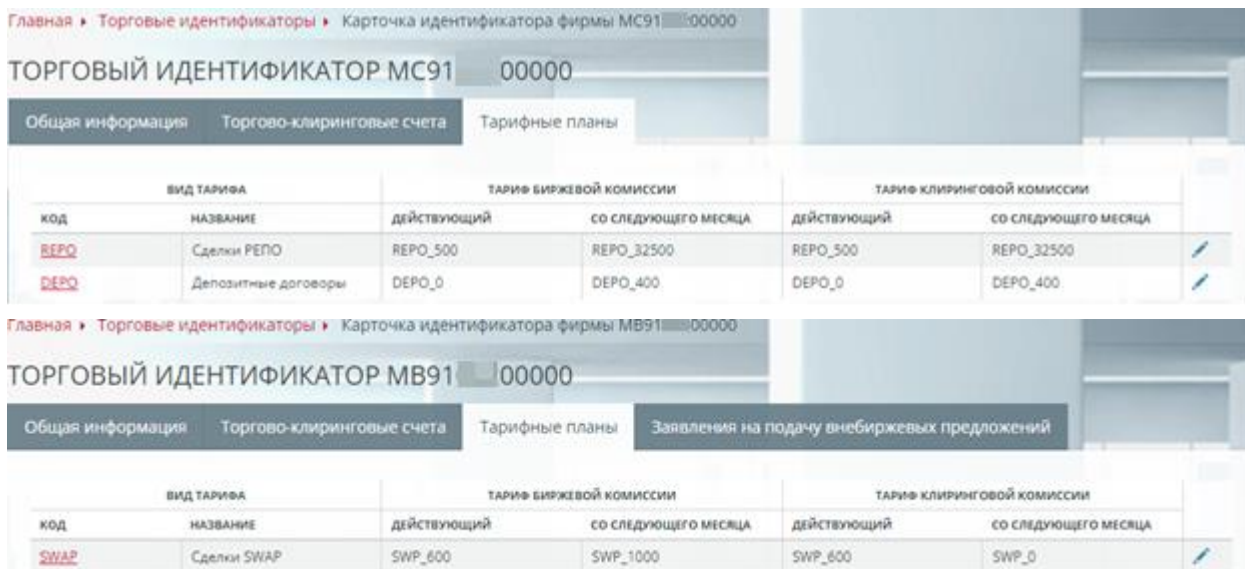 Главная ▸ Торговые идентификаторы ▸ Карточка идентификатора фирмы MC91 00000
ТОРГОВЫЙ ИДЕНТИФИКАТОР MC91 00000
Общая информация Торгово-клиринговые счета Тарифные планы
ВИД ТАРИФА ТАРИФ БИРЖЕВОЙ КОМИССИИ ТАРИФ КЛИРИНГОВОЙ КОМИССИИ
КОД НАЗВАНИЕ ДЕЙСТВУЮЩИЙ СО СЛЕДУЮЩЕГО МЕСЯЦА ДЕЙСТВУЮЩИЙ СО СЛЕДУЮЩЕГО МЕСЯЦА
REPO Сделки РЕПО REPO_500 REPO_32500 REPO_500 REPO_32500
DEPO Депозитные договоры DEPO_0 DEPO_400 DEPO_0 DEPO_400
Главная ▸ Торговые идентификаторы ▸ Карточка идентификатора фирмы MB91 00000
ТОРГОВЫЙ ИДЕНТИФИКАТОР MB91 00000
Общая информация Торгово-клиринговые счета Тарифные планы Заявления на подачу внебиржевых предложений
ВИД ТАРИФА ТАРИФ БИРЖЕВОЙ КОМИССИИ ТАРИФ КЛИРИНГОВОЙ КОМИССИИ
КОД НАЗВАНИЕ ДЕЙСТВУЮЩИЙ СО СЛЕДУЮЩЕГО МЕСЯЦА ДЕЙСТВУЮЩИЙ СО СЛЕДУЮЩЕГО МЕСЯЦА
SWAP Сделки SWAP SWP_600 SWP_1000 SWP_600 SWP_0